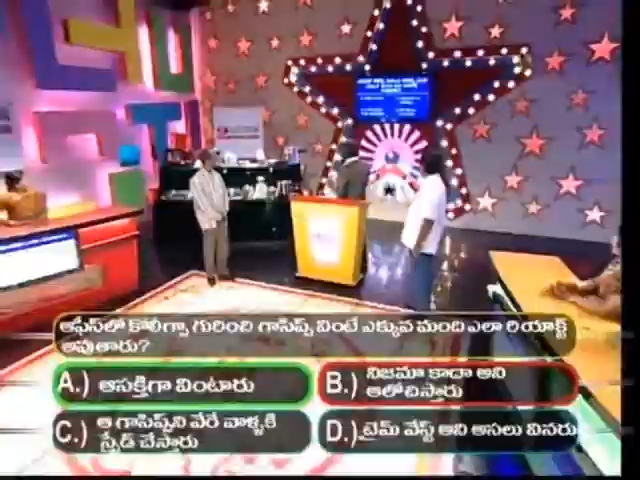 ఆఫీస్‌లో కొలీగ్స్ గురించి గాసిప్స్ వింటే ఎక్కువ మంది ఎలా రియాక్ట్
అవుతారు?
A.) ఆసక్తిగా వింటారు
B.) నిజమా కాదా అని
ఆలోచిస్తారు
C.) ఆ గాసిప్స్‌ని వేరే వాళ్ళకి
స్ప్రేడ్ చేస్తారు
D.) టైమ్ వేస్ట్ అని అసలు వినరు